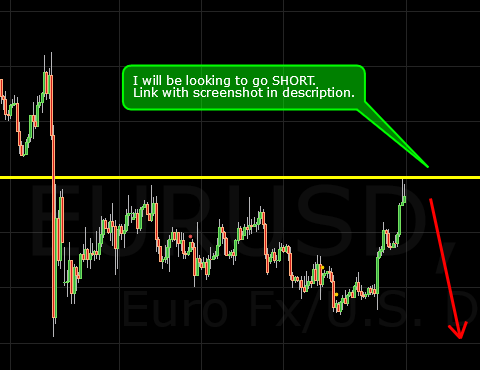 I will be looking to go SHORT.
Link with screenshot in description.
EURUSD,
Euro Fx/U.S. D